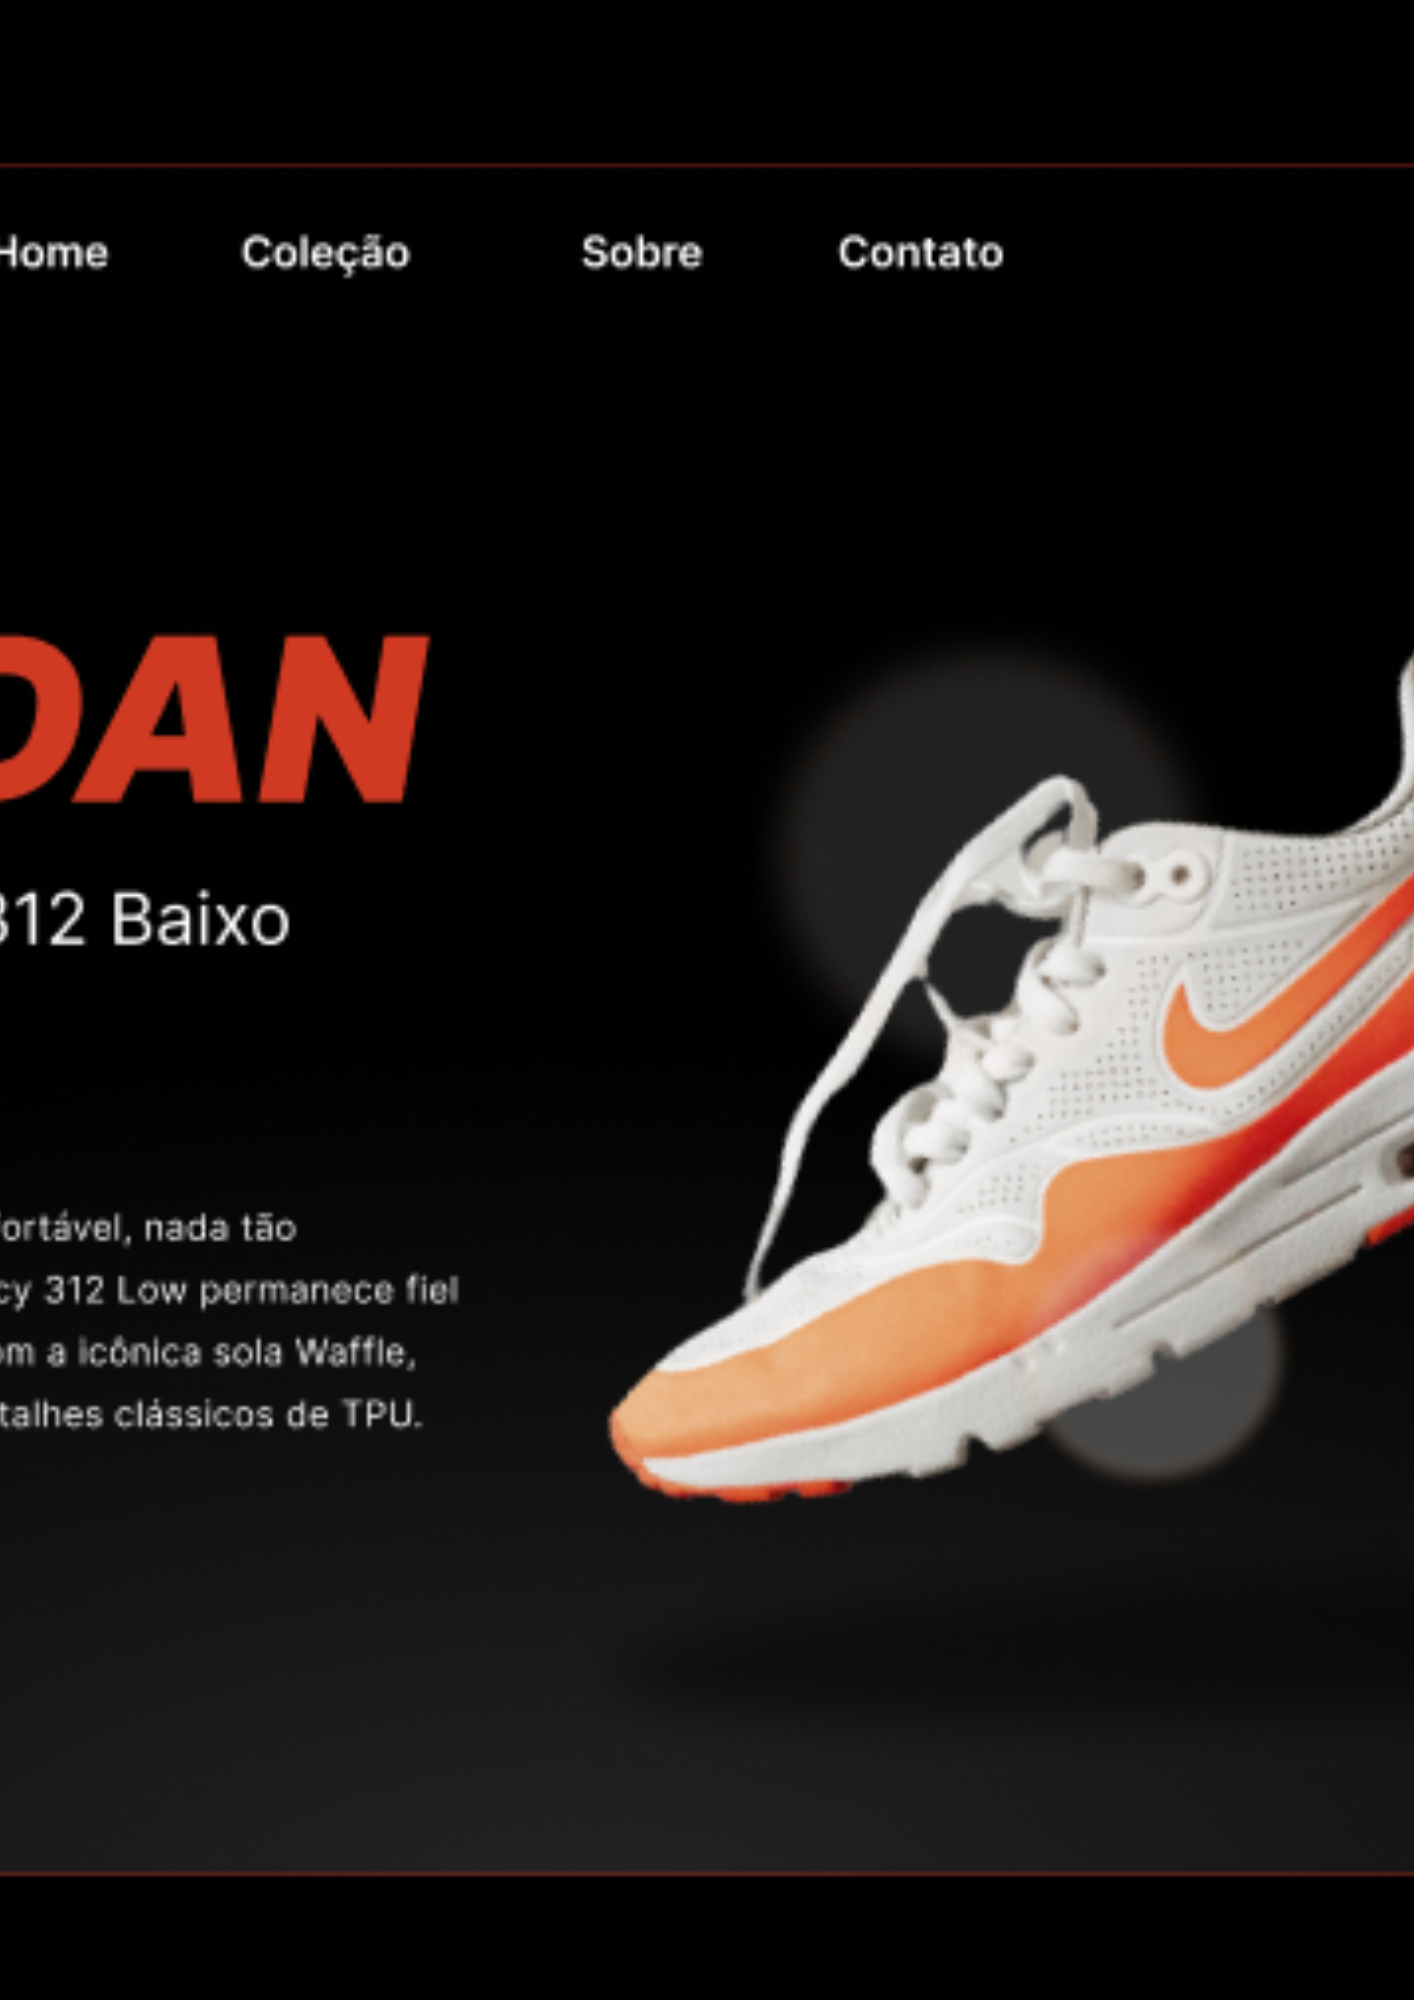 Home Coleção Sobre Contato
DAN
312 Baixo
fortável, nada tão
cy 312 Low permanece fiel
om a icônica sola Waffle,
talhes clássicos de TPU.